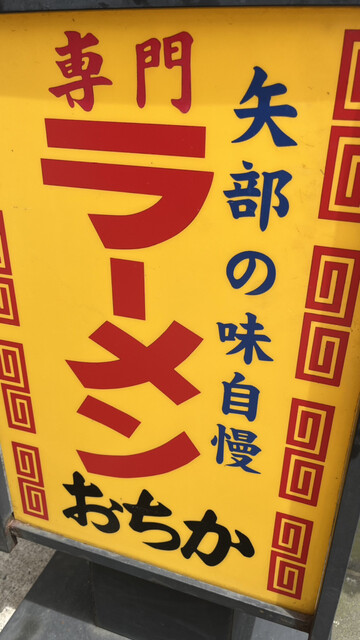 専門
ラーメン
矢部の味自慢
おちか